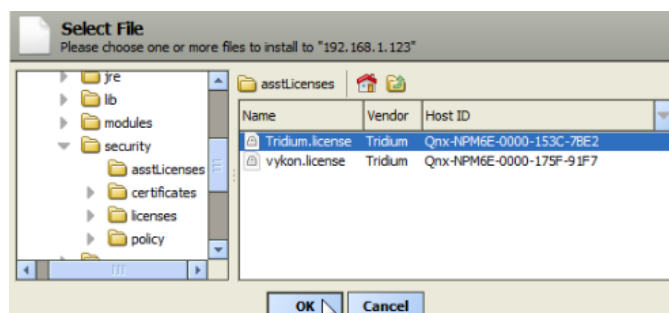 Select File
Please choose one or more files to install to "192.168.1.123"
jre
lib
modules
security
asstLicenses
certificates
licenses
policy
asstLicenses
Name Vendor Host ID
Tridium.license Tridium Qnx-NPM6E-0000-153C-7BE2
vykon.license Tridium Qnx-NPM6E-0000-175F-91F7
OK Cancel